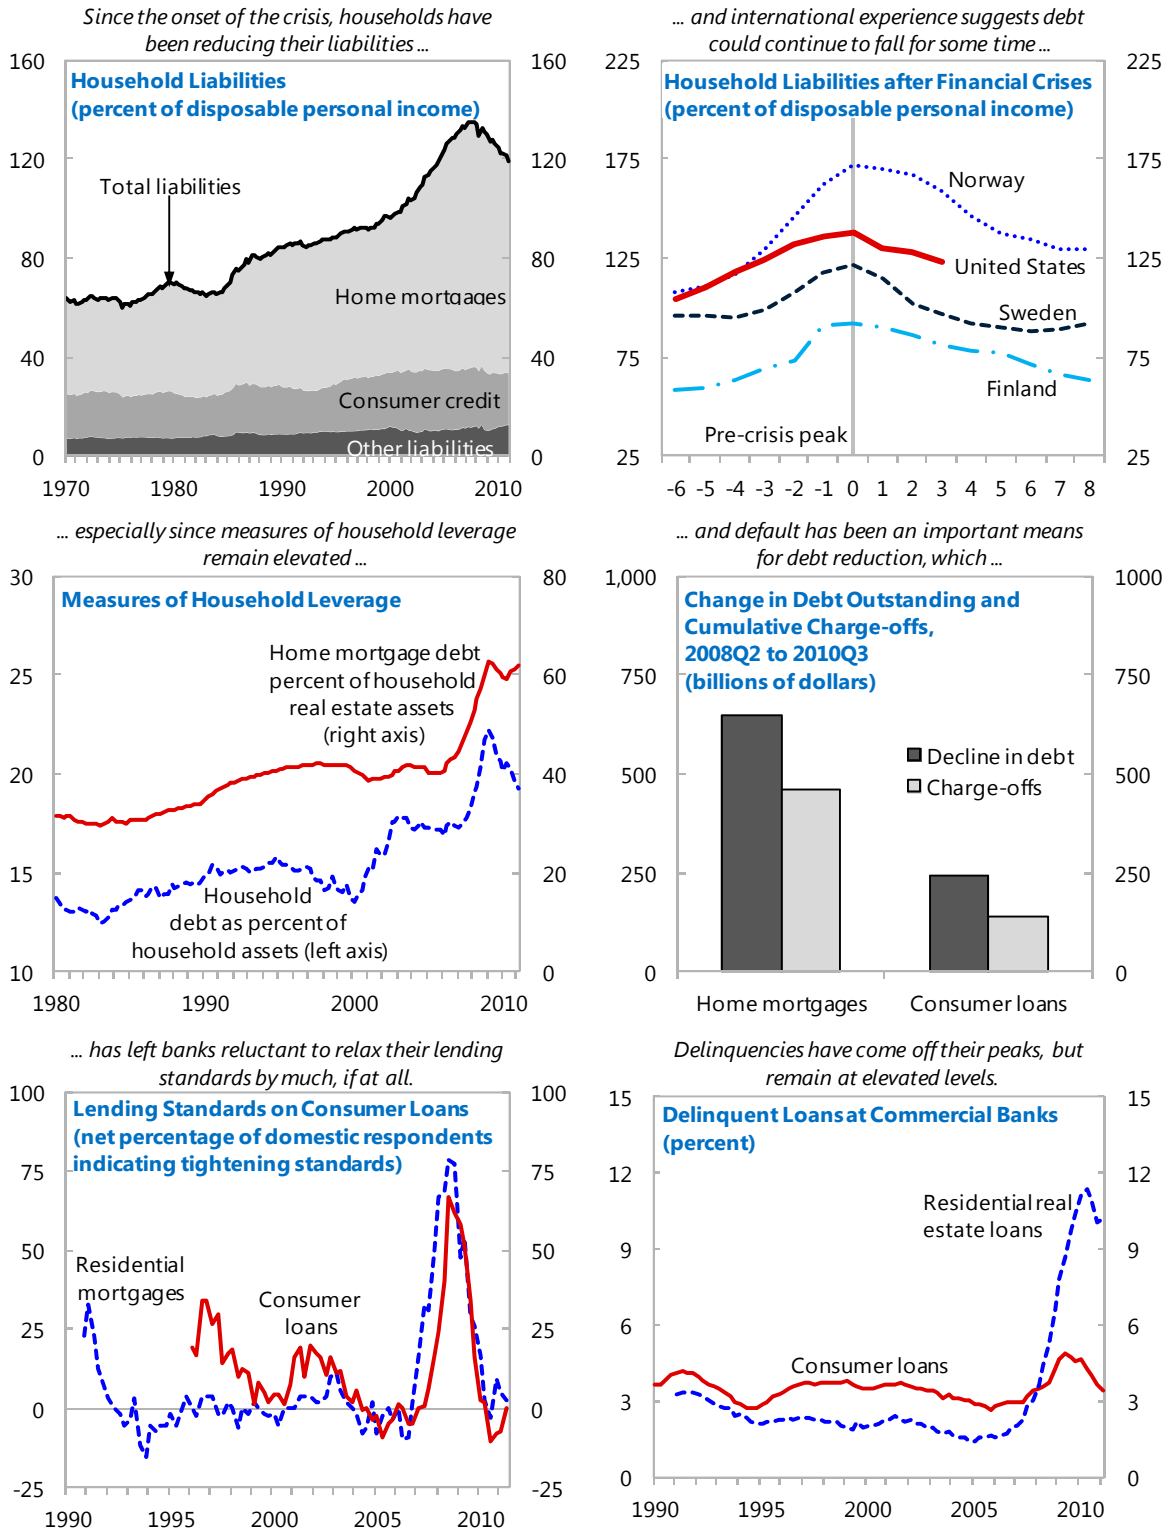 Since the onset of the crisis, households have
been reducing their liabilities ...
160
160
Household Liabilities
(percent of disposable personal income)
120
120
Total liabilities
80
80
Home mortgages
40
40
Consumer credit
Other liabilities
0
0
1970
1980
1990
2000
2010
... and international experience suggests debt
could continue to fall for some time ...
225
225
Household Liabilities after Financial Crises
(percent of disposable personal income)
175
175
Norway
125
125
United States
Sweden
75
75
Finland
Pre-crisis peak
25
25
-6 -5 -4 -3 -2 -1 0 1 2 3 4 5 6 7 8
... especially since measures of household leverage
remain elevated ...
30
80
Measures of Household Leverage
Home mortgage debt
percent of household
real estate assets
(right axis)
25
60
20
40
15
20
Household
debt as percent of
household assets (left axis)
10
0
1980
1990
2000
2010
... and default has been an important means
for debt reduction, which ...
1,000
1000
Change in Debt Outstanding and
Cumulative Charge-offs,
2008Q2 to 2010Q3
(billions of dollars)
750
750
Decline in debt
Charge-offs
500
500
250
250
0
0
Home mortgages
Consumer loans
... has left banks reluctant to relax their lending
standards by much, if at all.
100
100
Lending Standards on Consumer Loans
(net percentage of domestic respondents
indicating tightening standards)
75
75
50
50
Residential
mortgages
Consumer
loans
25
25
0
0
-25
-25
1990
1995
2000
2005
2010
Delinquencies have come off their peaks, but
remain at elevated levels.
15
15
Delinquent Loans at Commercial Banks
(percent)
12
12
Residential real
estate loans
9
9
6
6
Consumer loans
3
3
0
0
1990
1995
2000
2005
2010